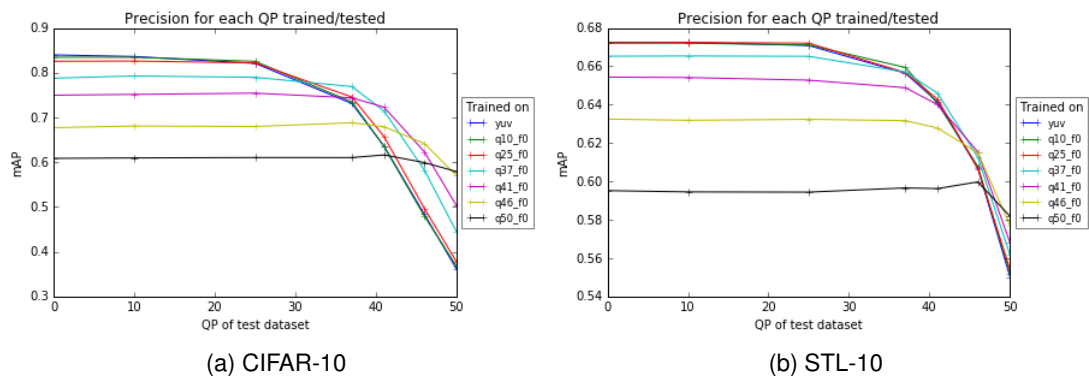 Precision for each QP trained/tested
0.9
0.8
0.7
0.6
0.5
0.4
0.3
mAP
0
10
20
30
40
50
QP of test dataset
Trained on
yuv
q10_f0
q25_f0
q37_f0
q41_f0
q46_f0
q50_f0
(a) CIFAR-10
Precision for each QP trained/tested
0.68
0.66
0.64
0.62
0.60
0.58
0.56
0.54
mAP
0
10
20
30
40
50
QP of test dataset
Trained on
yuv
q10_f0
q25_f0
q37_f0
q41_f0
q46_f0
q50_f0
(b) STL-10